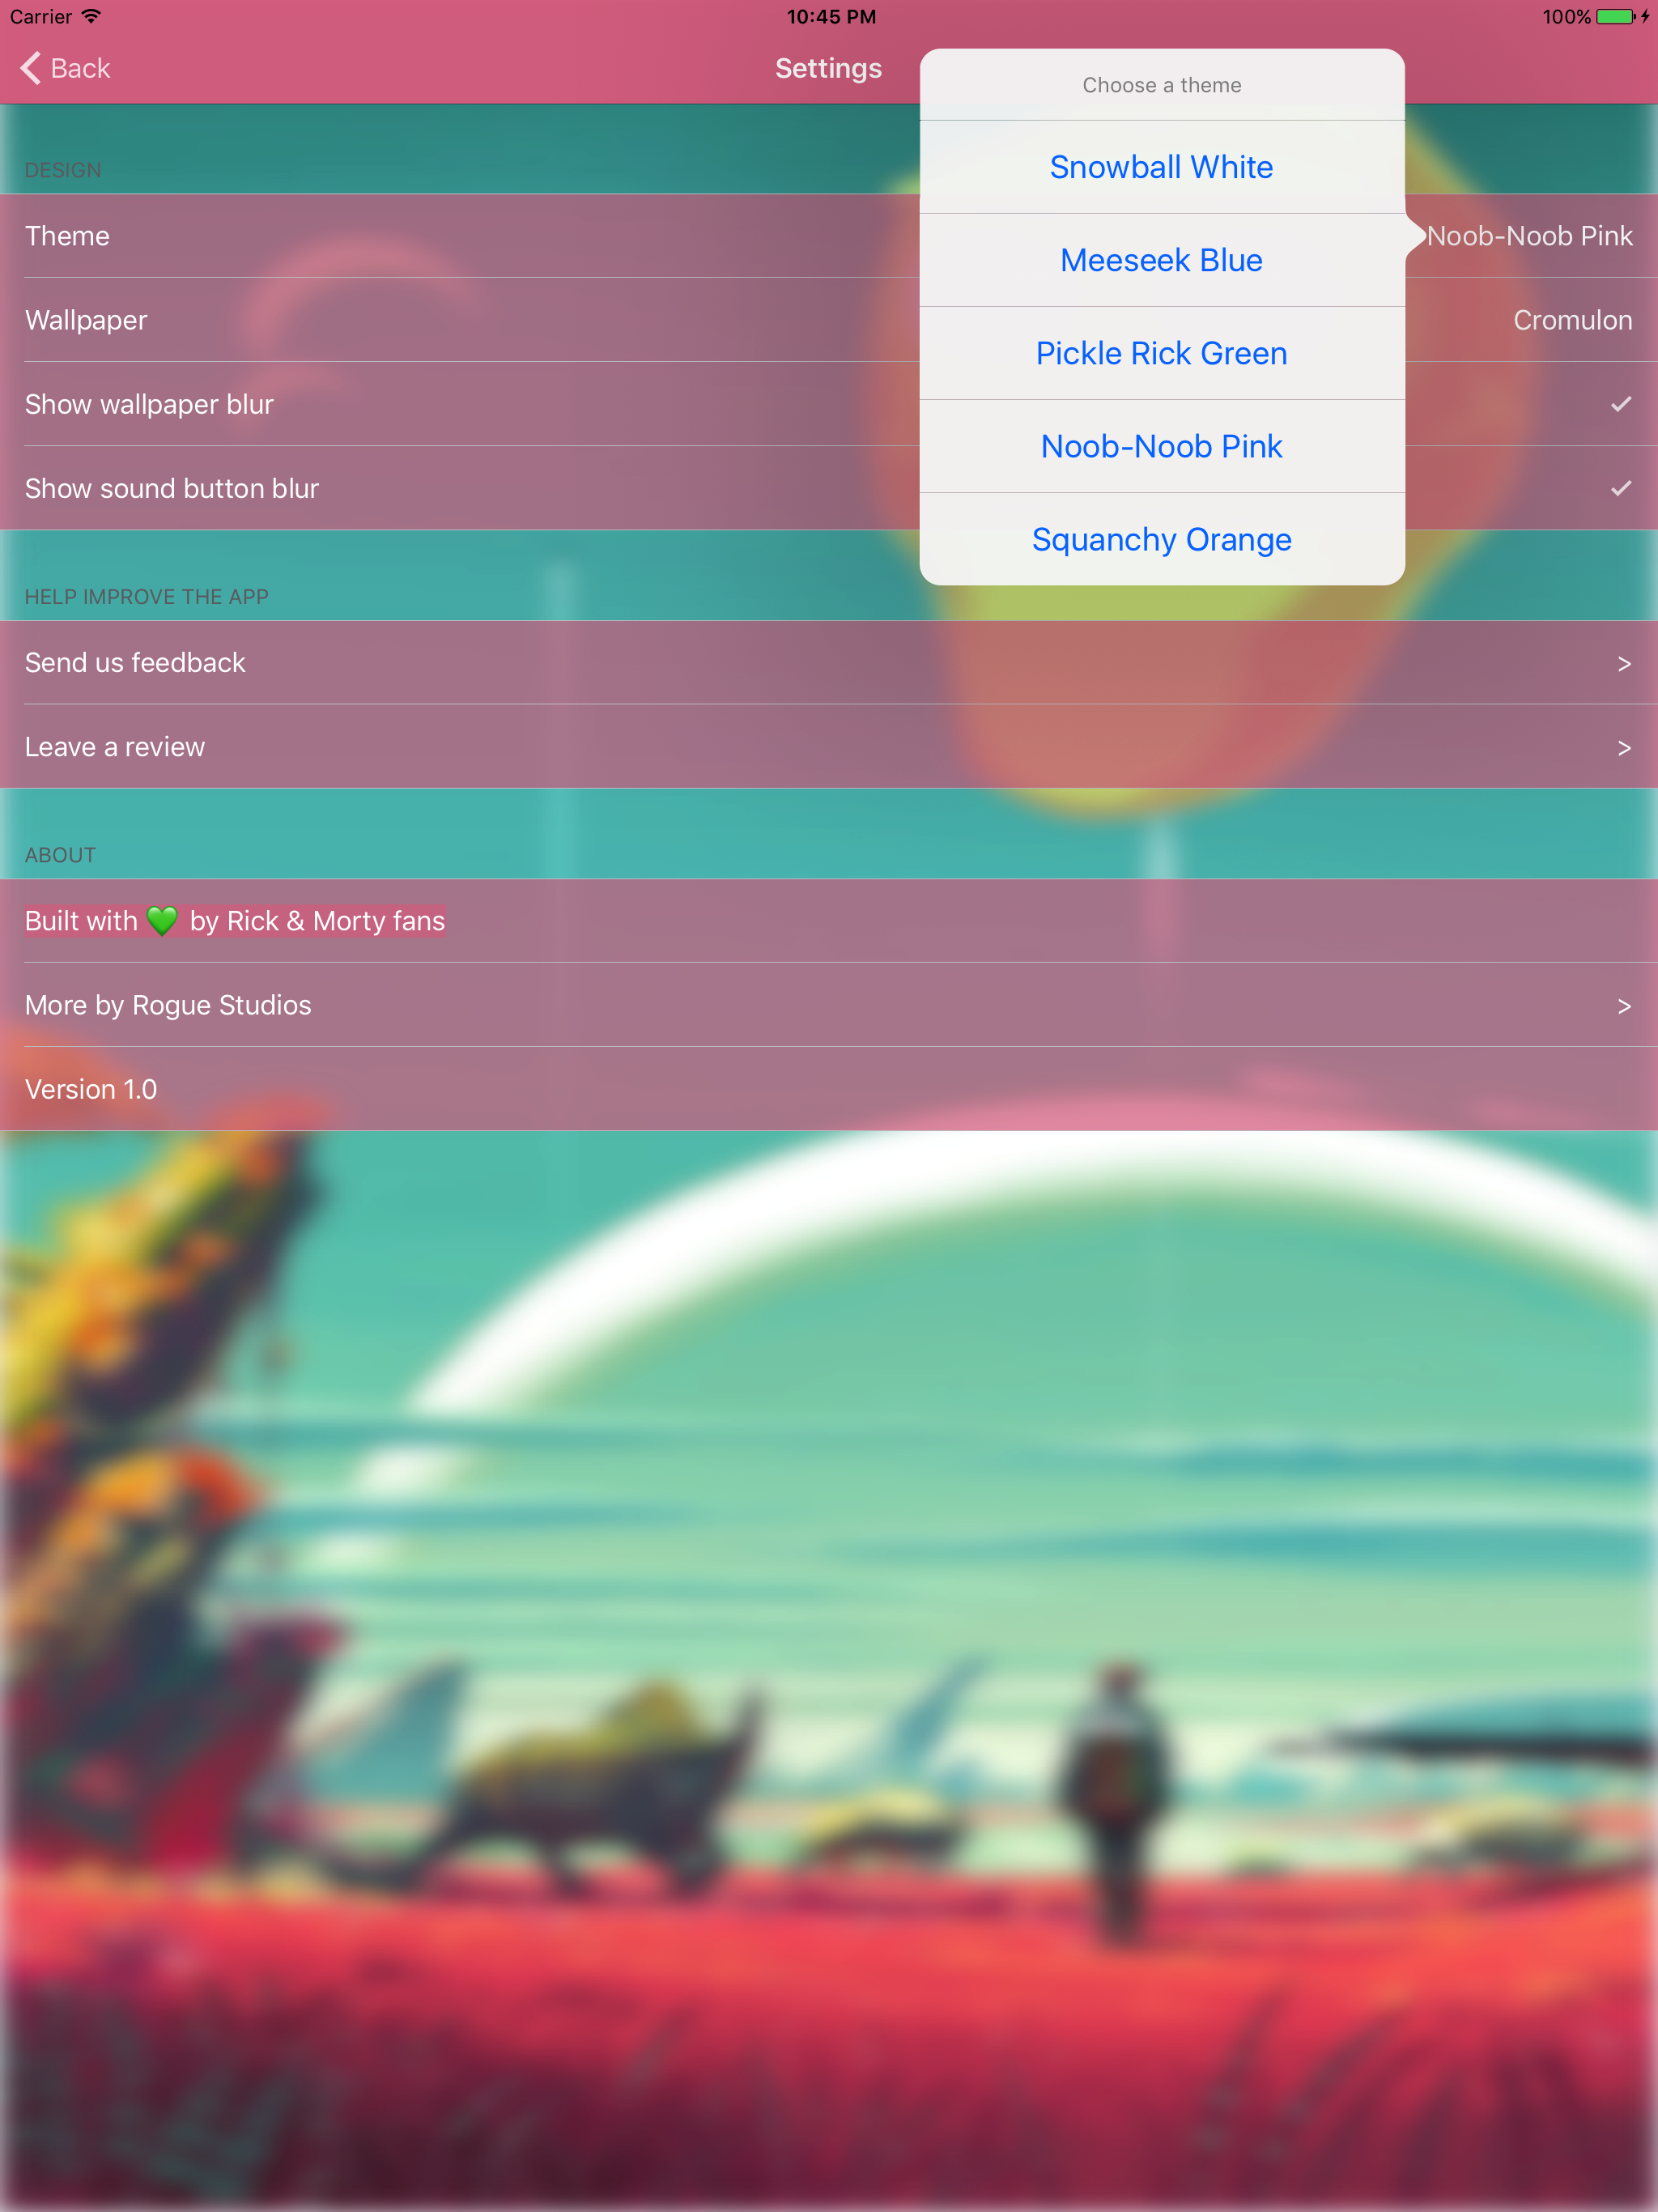 Carrier 10:45 PM 100%
Back Settings
Choose a theme
Snowball White
Meeseek Blue
Pickle Rick Green
Noob-Noob Pink
Squanchy Orange
DESIGN
Theme Noob-Noob Pink
Wallpaper Cromulon
Show wallpaper blur
Show sound button blur
HELP IMPROVE THE APP
Send us feedback >
Leave a review >
ABOUT
Built with 💚 by Rick & Morty fans
More by Rogue Studios >
Version 1.0